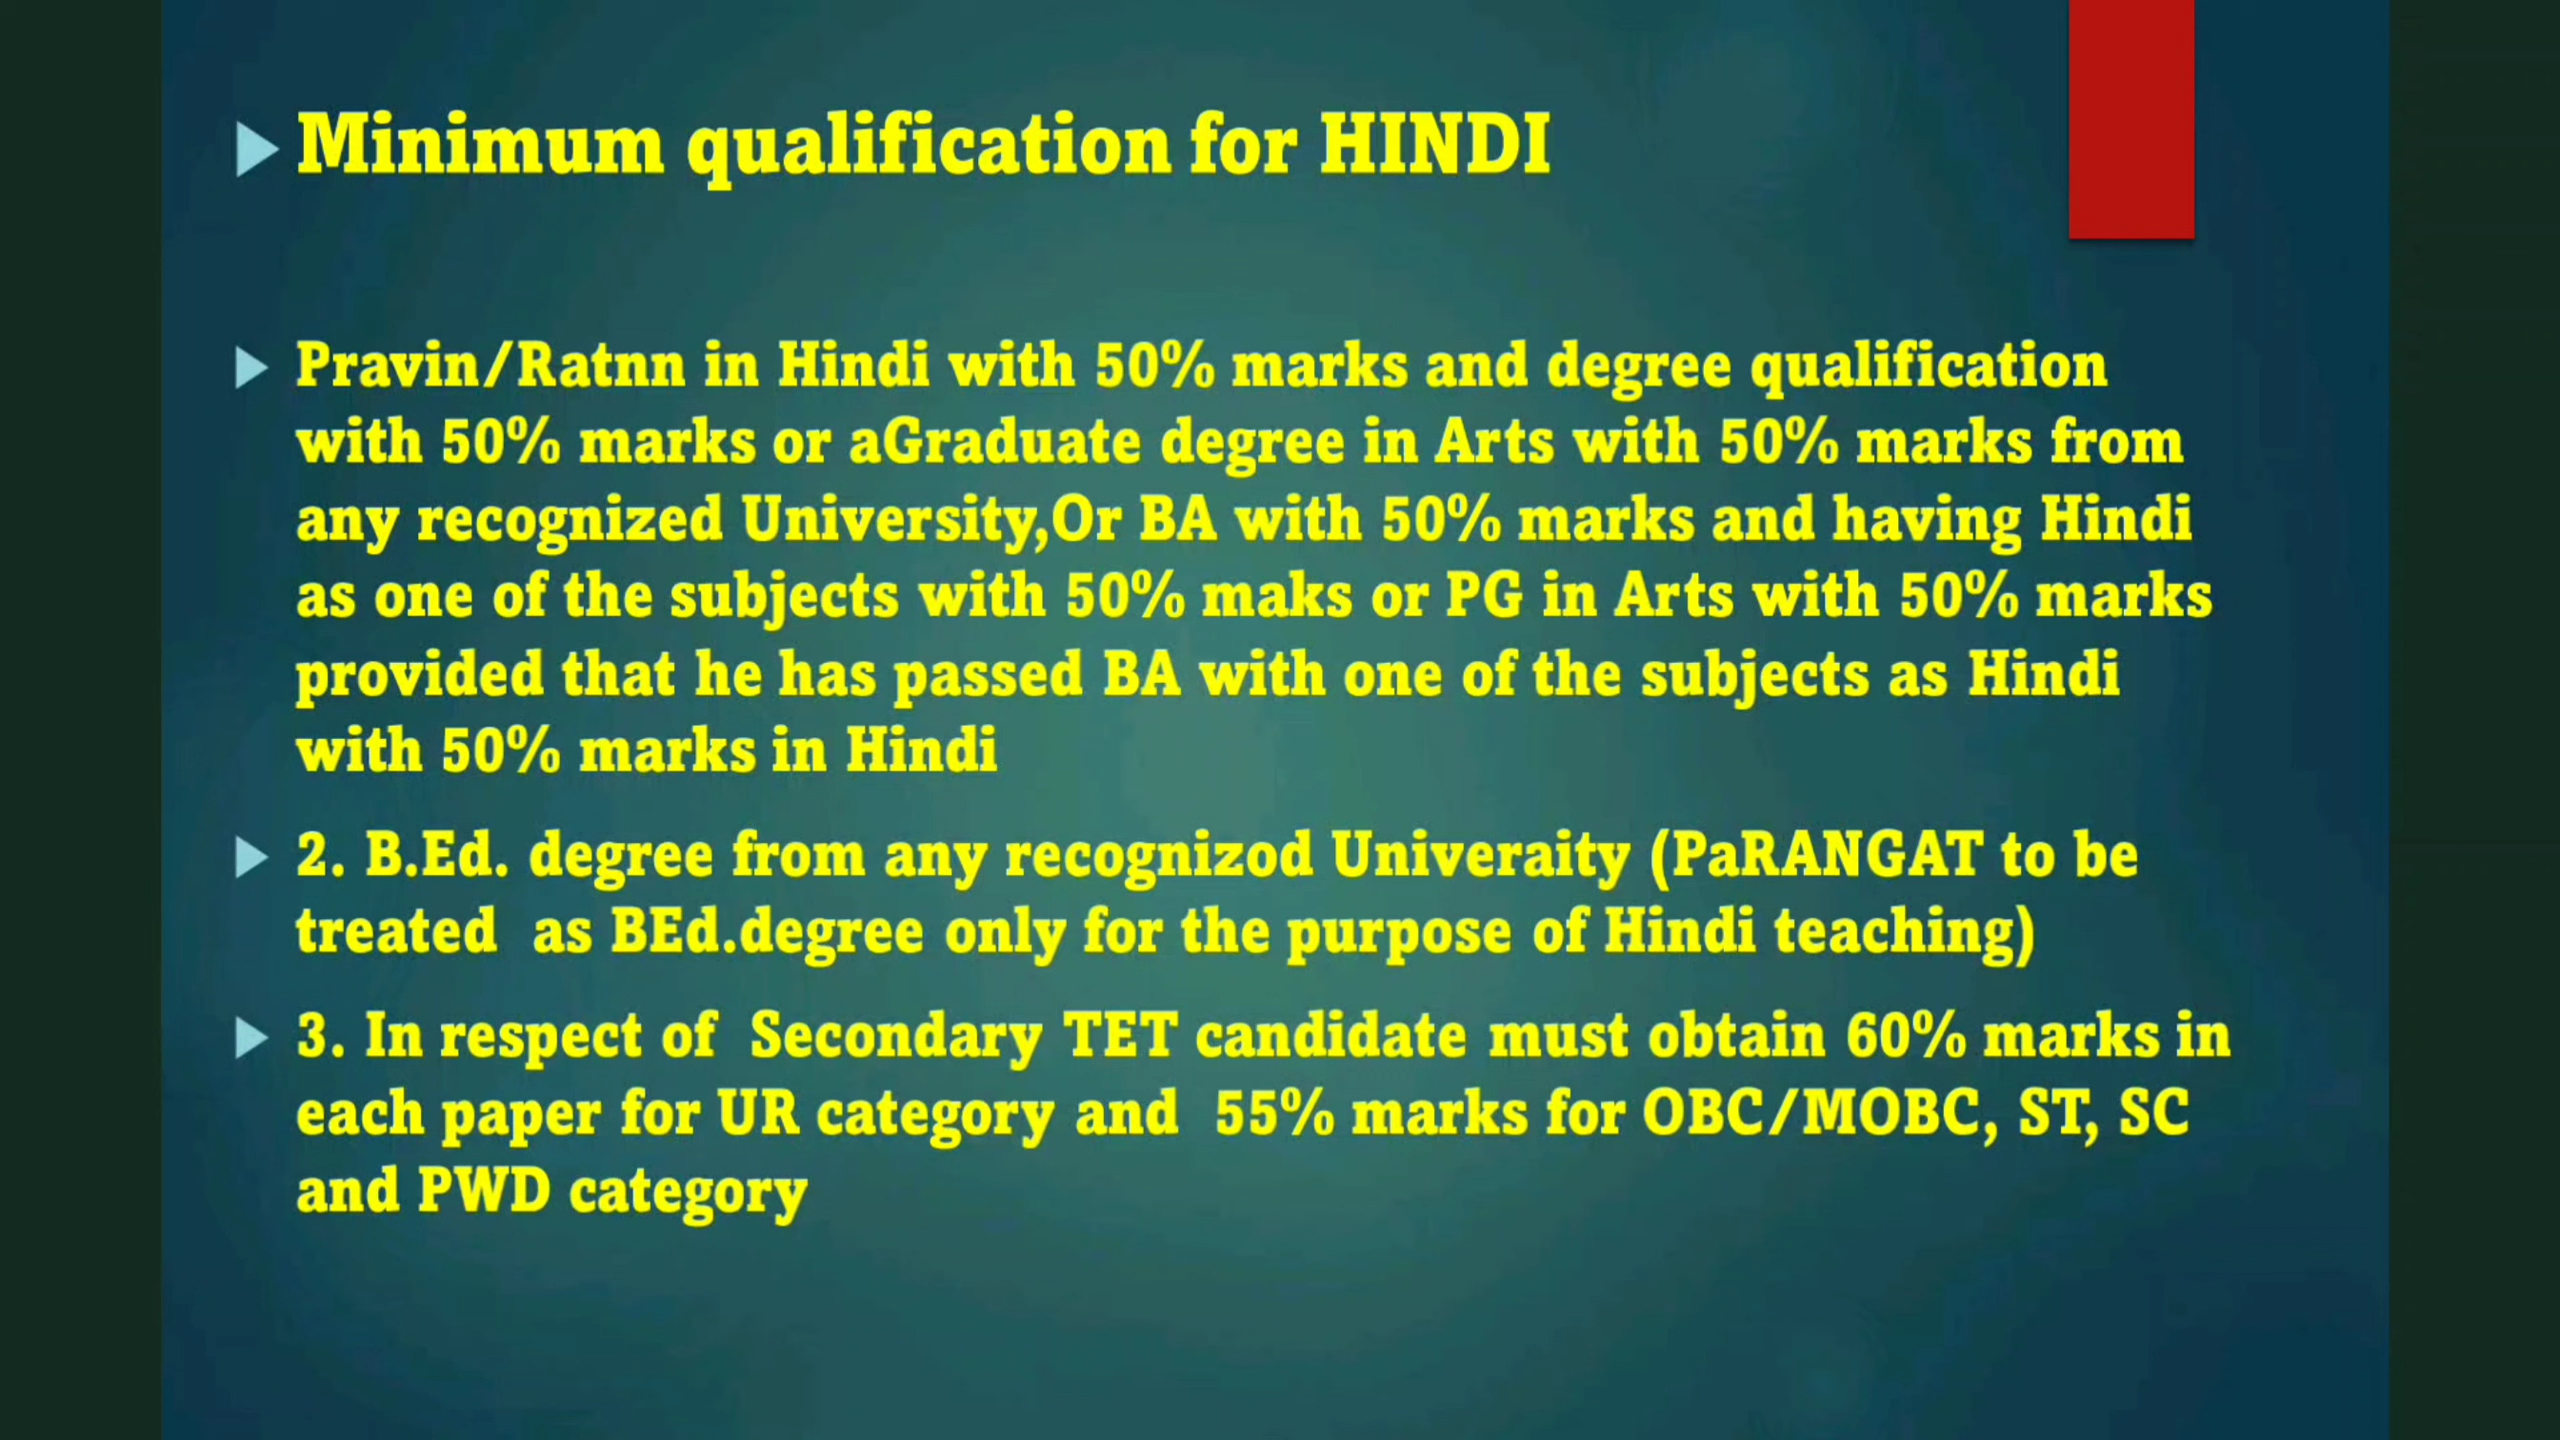 Minimum qualification for HINDI
Pravin/Ratnn in Hindi with 50% marks and degree qualification
with 50% marks or aGraduate degree in Arts with 50% marks from
any recognized University,Or BA with 50% marks and having Hindi
as one of the subjects with 50% maks or PG in Arts with 50% marks
provided that he has passed BA with one of the subjects as Hindi
with 50% marks in Hindi
2. B.Ed. degree from any recognizod Univeraity (PaRANGAT to be
treated as BEd.degree only for the purpose of Hindi teaching)
3. In respect of Secondary TET candidate must obtain 60% marks in
each paper for UR category and 55% marks for OBC/MOBC, ST, SC
and PWD category